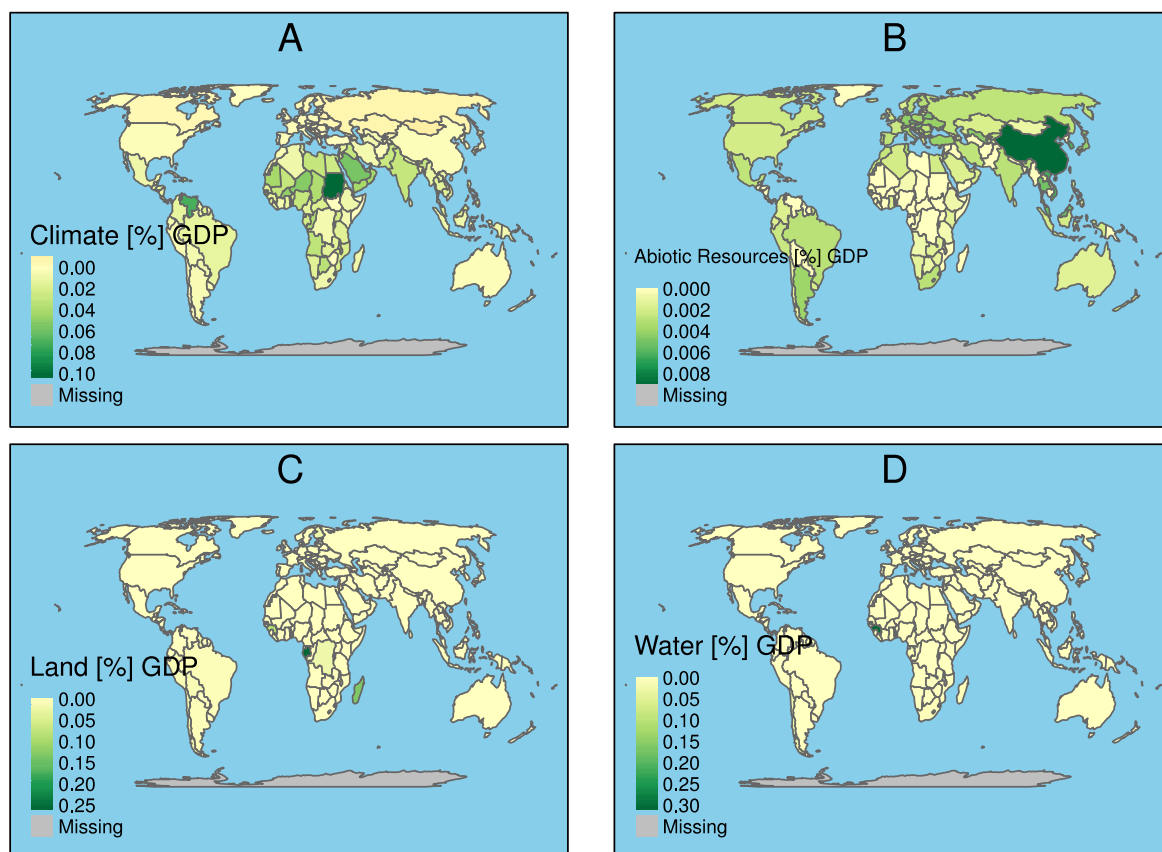 A
Climate [%] GDP
0.00
0.02
0.04
0.06
0.08
0.10
Missing
B
Abiotic Resources [%] GDP
0.000
0.002
0.004
0.006
0.008
Missing
C
Land [%] GDP
0.00
0.05
0.10
0.15
0.20
0.25
Missing
D
Water [%] GDP
0.00
0.05
0.10
0.15
0.20
0.25
0.30
Missing